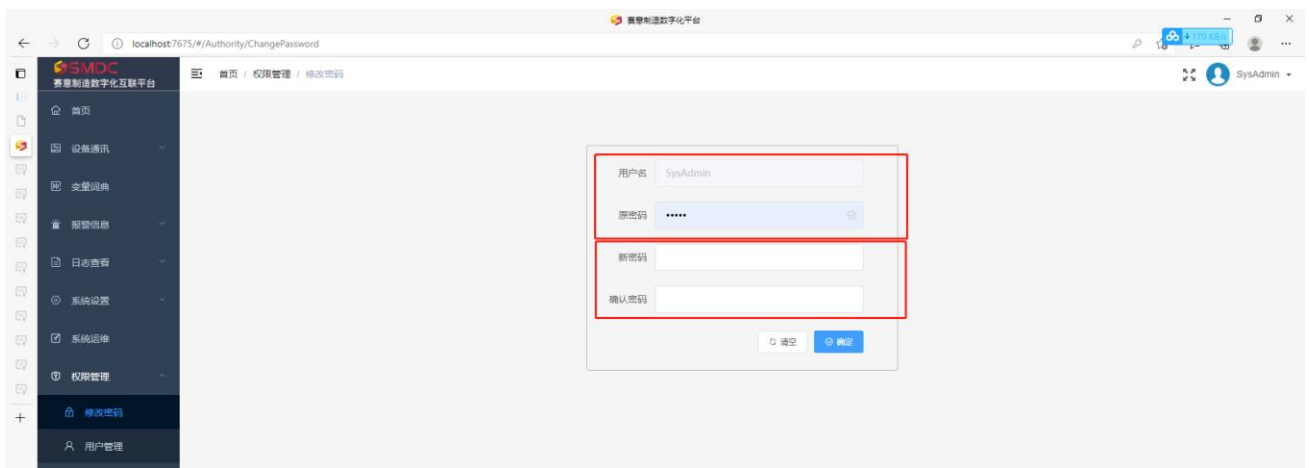 赛意制造数字化平台
localhost:7675/#/Authority/ChangePassword
170 KB/s
SMDC
赛意制造数字化互联平台
首页 / 权限管理 / 修改密码
SysAdmin
首页
设备通讯
变量词典
报警信息
日志查看
系统设置
系统运维
权限管理
修改密码
用户管理
用户名 SysAdmin
原密码 •••••
新密码
确认密码
清空 确定